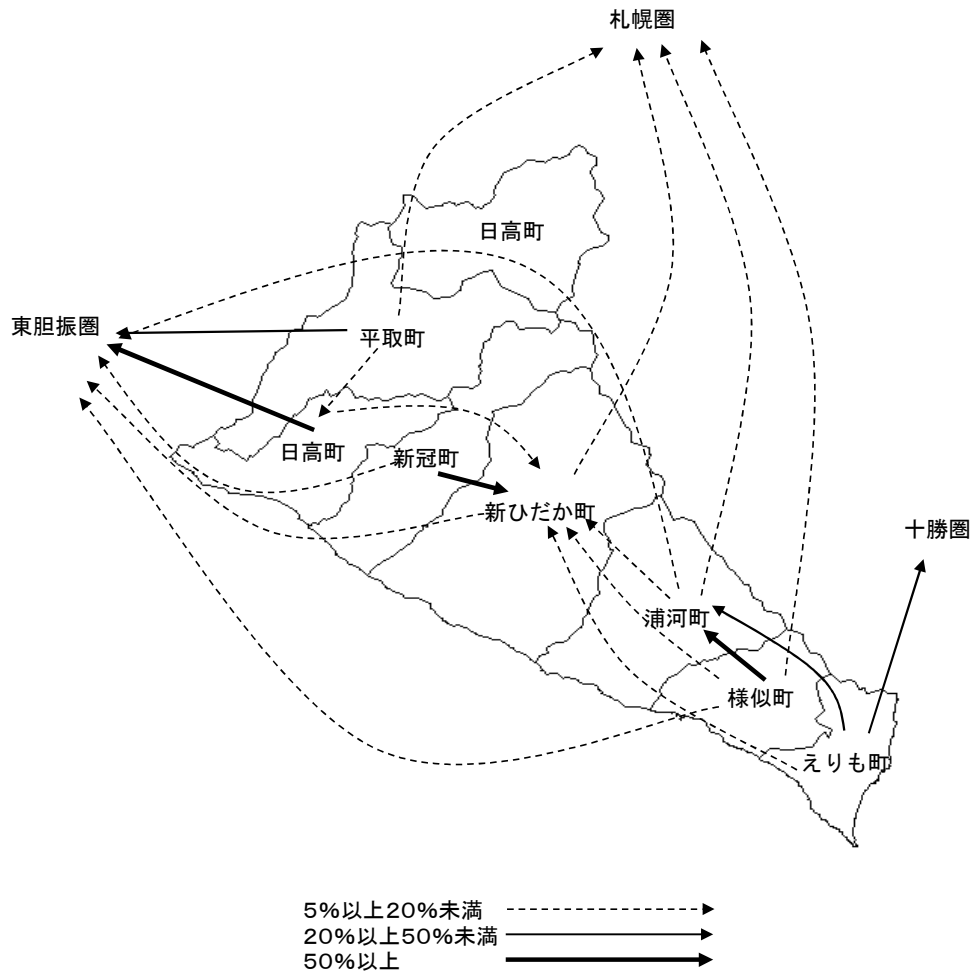 札幌圏
日高町
東胆振圏
平取町
日高町
新冠町
新ひだか町
十勝圏
浦河町
様似町
えりも町
5%以上20%未満
20%以上50%未満
50%以上